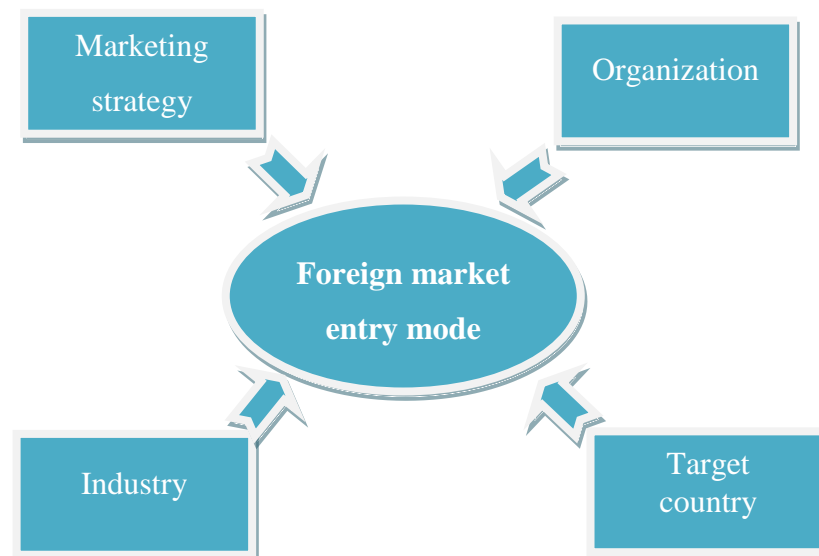 Marketing
strategy
Organization
Foreign market
entry mode
Industry
Target
country